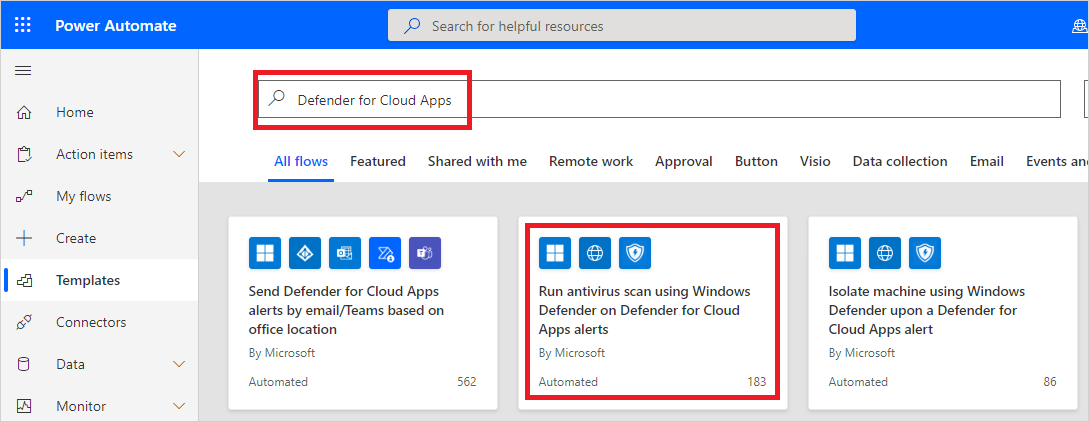 Power Automate
Search for helpful resources
Home
Action items
My flows
Create
Templates
Connectors
Data
Monitor
Defender for Cloud Apps
All flows Featured Shared with me Remote work Approval Button Visio Data collection Email Events an
Send Defender for Cloud Apps
alerts by email/Teams based on
office location
By Microsoft
Automated 562
Run antivirus scan using Windows
Defender on Defender for Cloud
Apps alerts
By Microsoft
Automated 183
Isolate machine using Windows
Defender upon a Defender for
Cloud Apps alert
By Microsoft
Automated 86